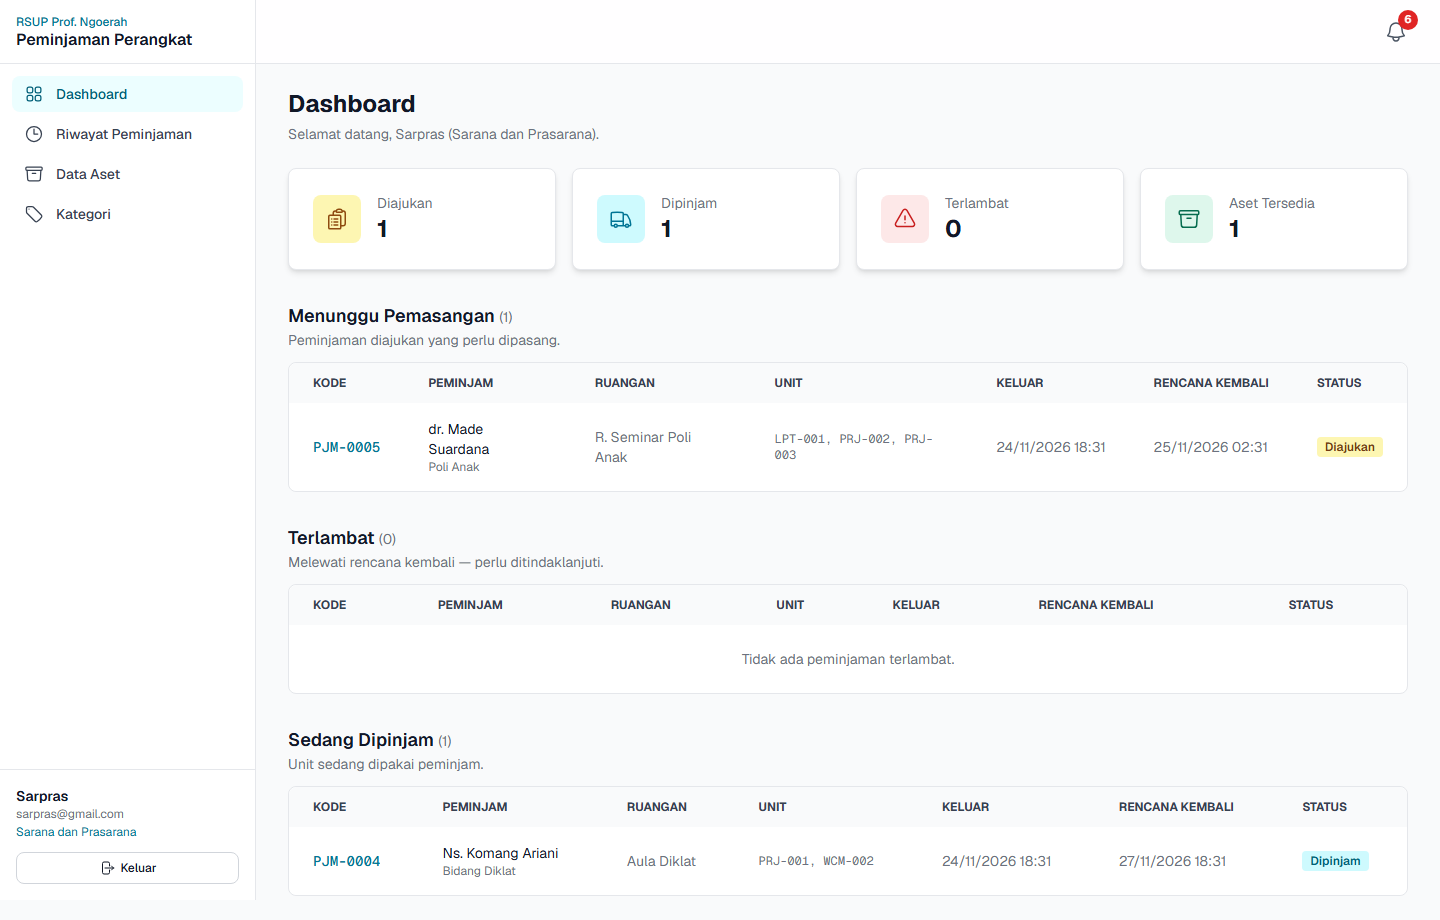 RSUP Prof. Ngoerah
Peminjaman Perangkat
6
Dashboard
Riwayat Peminjaman
Data Aset
Kategori
Dashboard
Selamat datang, Sarpras (Sarana dan Prasarana).
Diajukan
1
Dipinjam
1
Terlambat
0
Aset Tersedia
1
Menunggu Pemasangan (1)
Peminjaman diajukan yang perlu dipasang.
KODE PEMINJAM RUANGAN UNIT KELUAR RENCANA KEMBALI STATUS
PJM-0005 dr. Made Suardana Poli Anak R. Seminar Poli Anak LPT-001, PRJ-002, PRJ-003 24/11/2026 18:31 25/11/2026 02:31 Diajukan
Terlambat (0)
Melewati rencana kembali — perlu ditindaklanjuti.
KODE PEMINJAM RUANGAN UNIT KELUAR RENCANA KEMBALI STATUS
Tidak ada peminjaman terlambat.
Sedang Dipinjam (1)
Unit sedang dipakai peminjam.
KODE PEMINJAM RUANGAN UNIT KELUAR RENCANA KEMBALI STATUS
PJM-0004 Ns. Komang Ariani Bidang Diklat Aula Diklat PRJ-001, WCM-002 24/11/2026 18:31 27/11/2026 18:31 Dipinjam
Sarpras
sarpras@gmail.com
Sarana dan Prasarana
Keluar